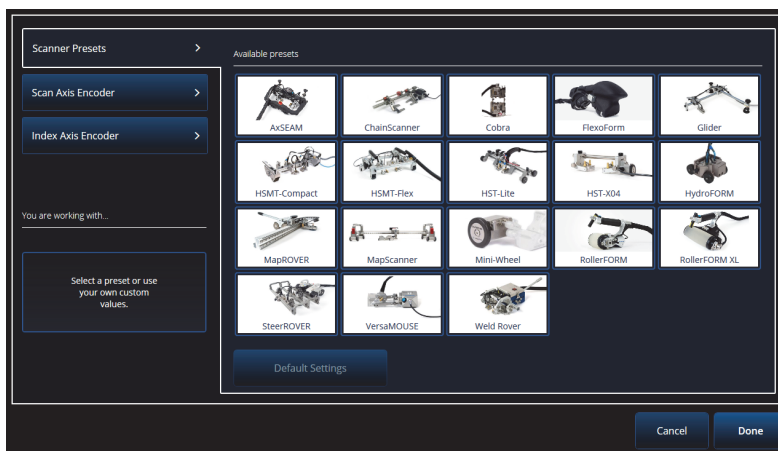 Scanner Presets
Scan Axis Encoder
Index Axis Encoder
You are working with...
Select a preset or use
your own custom
values.
Available presets
AxSEAM
ChainScanner
Cobra
FlexoForm
Glider
HSMT-Compact
HSMT-Flex
HST-Lite
HST-X04
HydroFORM
MapROVER
MapScanner
Mini-Wheel
RollerFORM
RollerFORM XL
SteerROVER
VersaMOUSE
Weld Rover
Default Settings
Cancel
Done